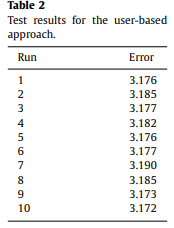 Table 2
Test results for the user-based
approach.
Run Error
1 3.176
2 3.185
3 3.177
4 3.182
5 3.176
6 3.177
7 3.190
8 3.185
9 3.173
10 3.172